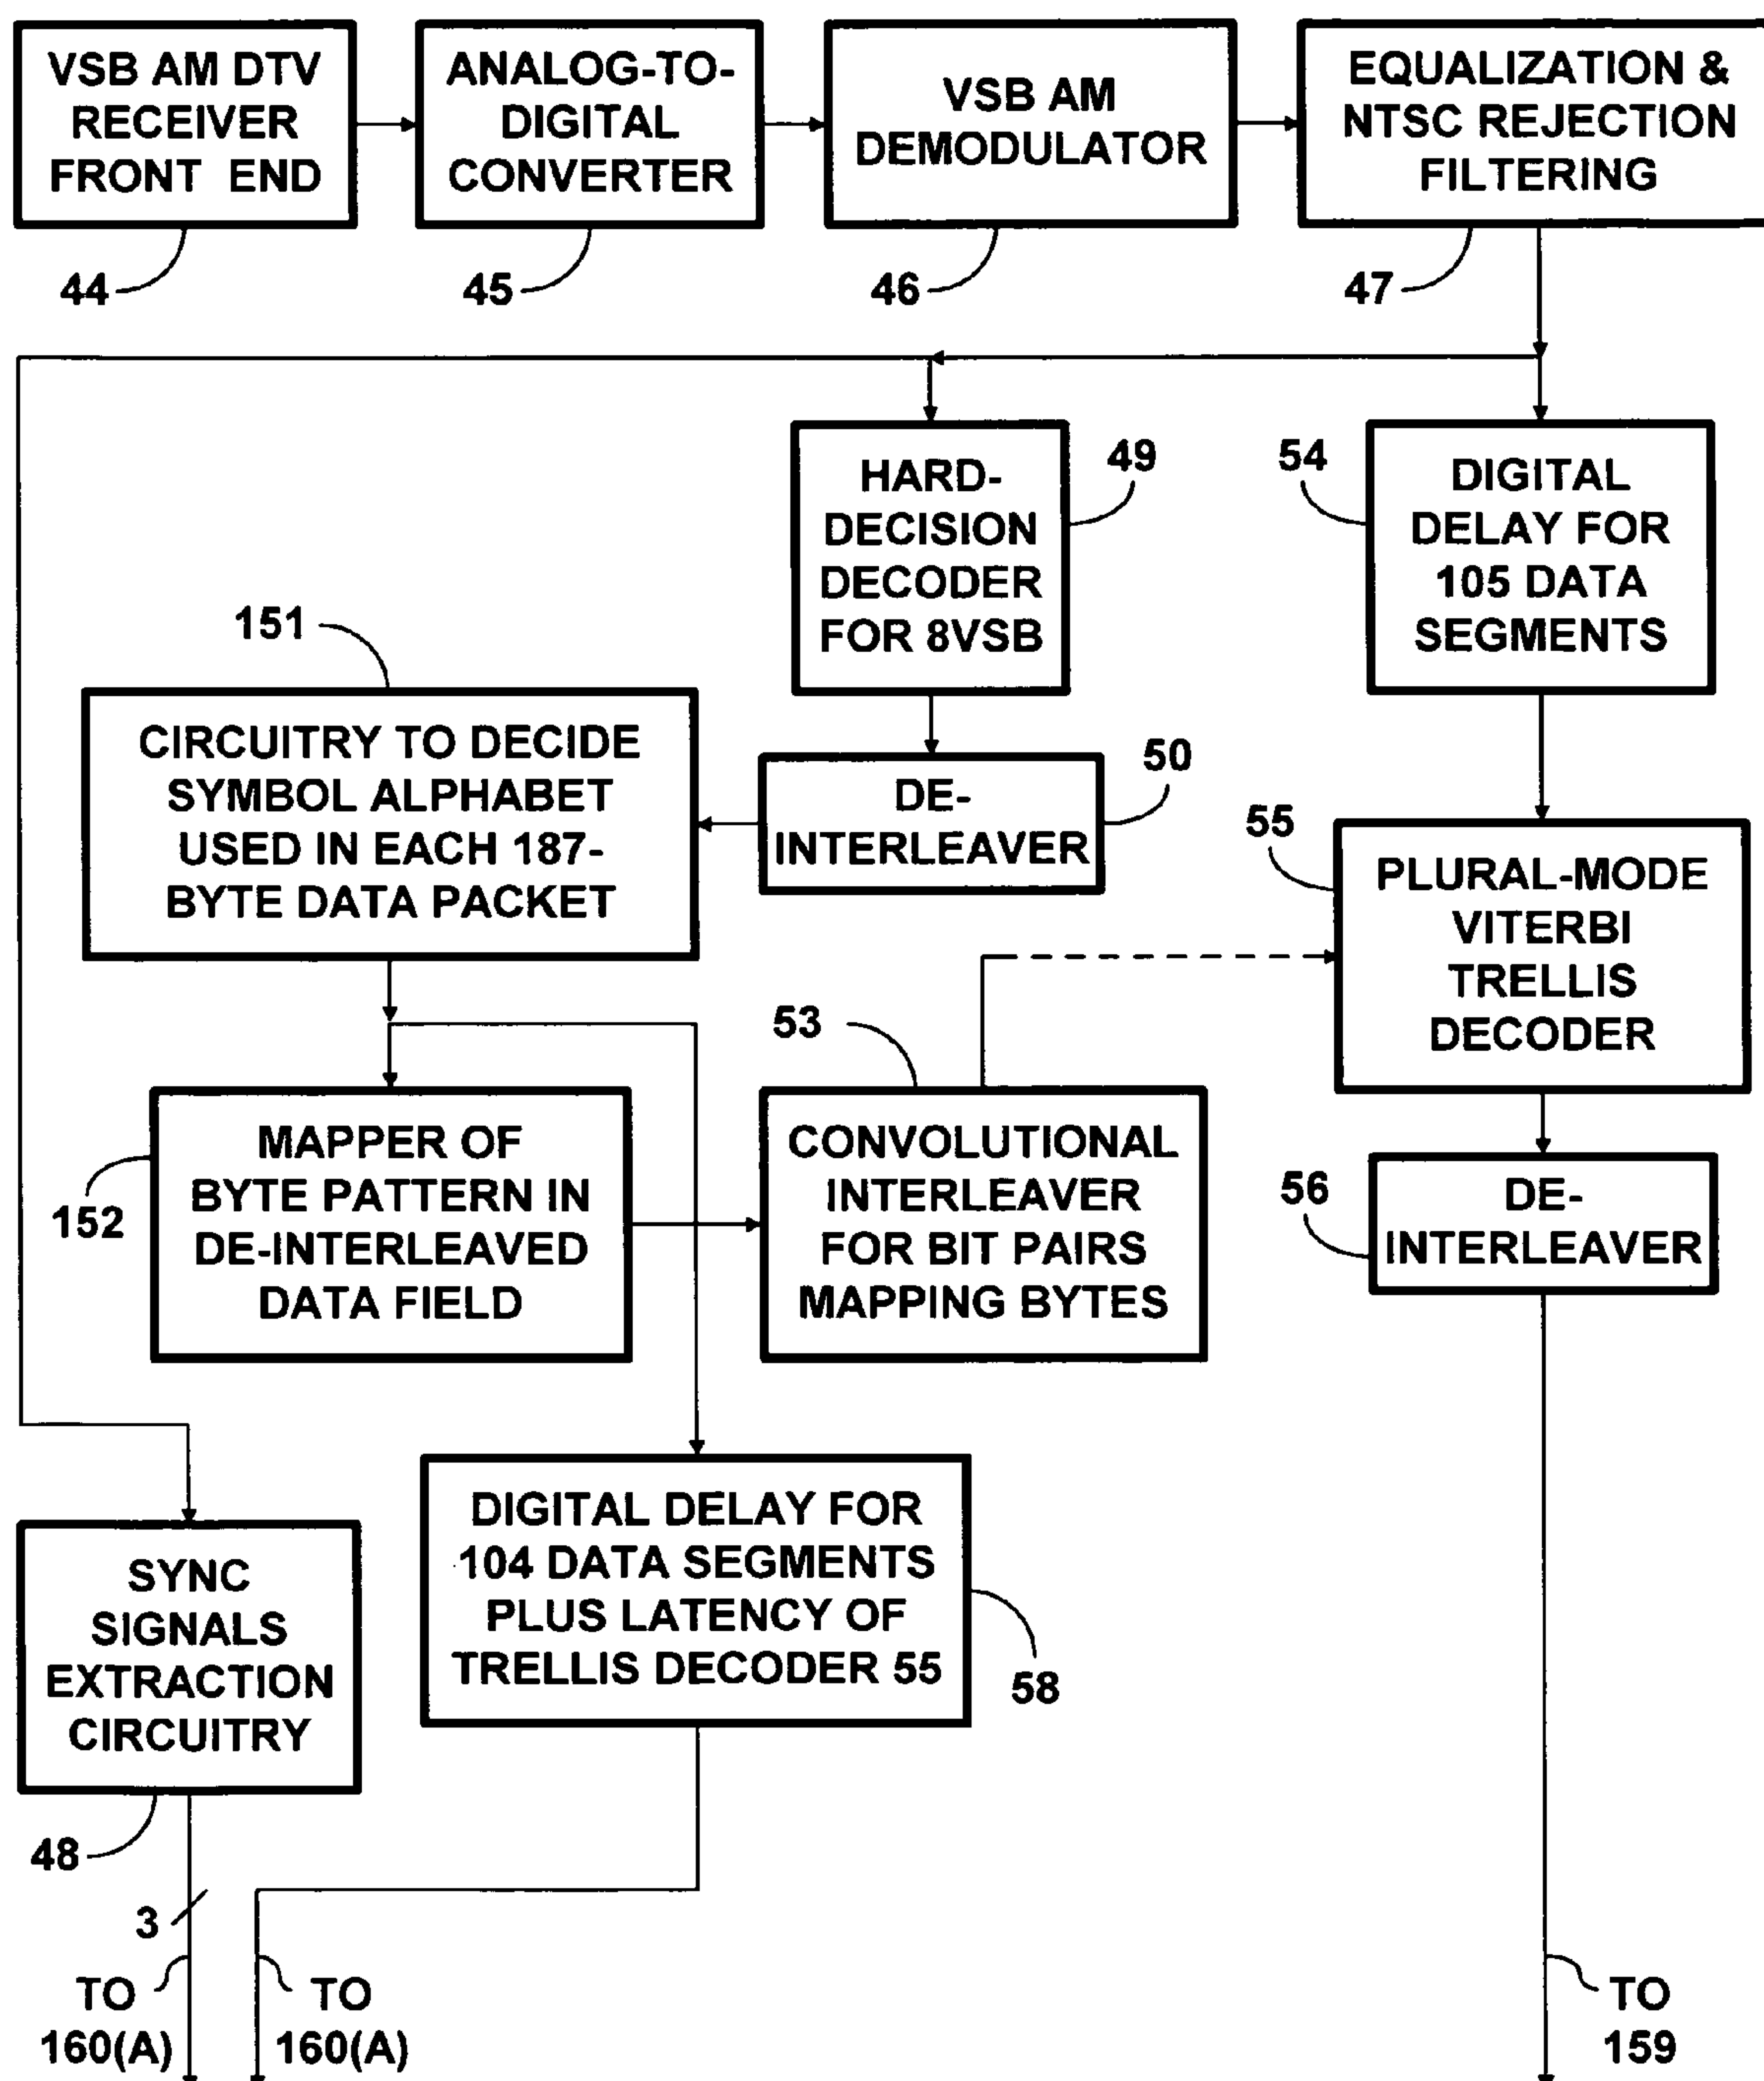 VSB AM DTV
RECEIVER
FRONT END
44
ANALOG-TO-
DIGITAL
CONVERTER
45
VSB AM
DEMODULATOR
46
EQUALIZATION &
NTSC REJECTION
FILTERING
47
HARD-
DECISION
DECODER
FOR 8VSB
49
54
DIGITAL
DELAY FOR
105 DATA
SEGMENTS
151
CIRCUITRY TO DECIDE
SYMBOL ALPHABET
USED IN EACH 187-
BYTE DATA PACKET
DE-
INTERLEAVER
50
55
PLURAL-MODE
VITERBI
TRELLIS
DECODER
53
152
MAPPER OF
BYTE PATTERN IN
DE-INTERLEAVED
DATA FIELD
CONVOLUTIONAL
INTERLEAVER
FOR BIT PAIRS
MAPPING BYTES
56
DE-
INTERLEAVER
SYNC
SIGNALS
EXTRACTION
CIRCUITRY
48
DIGITAL DELAY FOR
104 DATA SEGMENTS
PLUS LATENCY OF
TRELLIS DECODER 55
58
3
TO
160(A)
TO
160(A)
TO
159